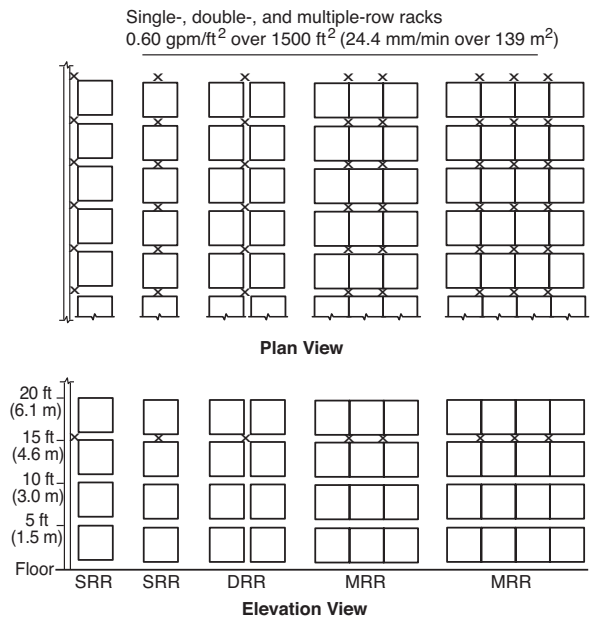 Single-, double-, and multiple-row racks
0.60 gpm/ft² over 1500 ft² (24.4 mm/min over 139 m²)
Plan View
20 ft
(6.1 m)
15 ft
(4.6 m)
10 ft
(3.0 m)
5 ft
(1.5 m)
Floor
SRR SRR DRR MRR MRR
Elevation View